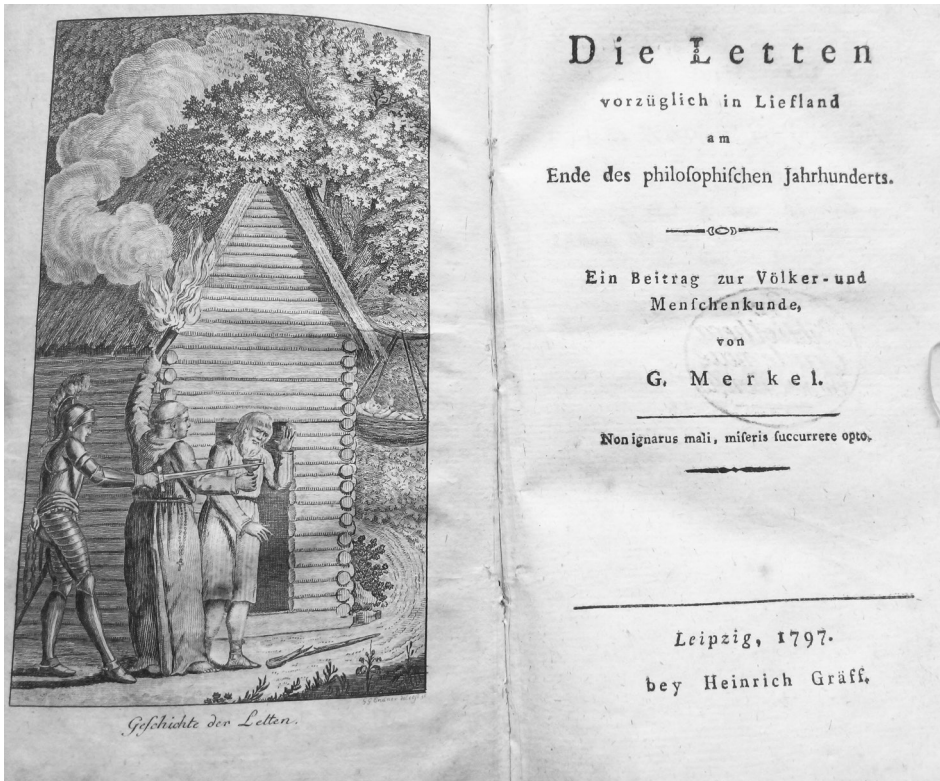 Geſchichte der Letten.
Die Letten
vorzüglich in Liefland
am
Ende des philoſophiſchen Jahrhunderts.
Ein Beitrag zur Völker- und
Menſchenkunde,
von
G. Merkel.
Non ignarus mali, miſeris ſuccurrere opto.
Leipzig, 1797.
bey Heinrich Gräff.